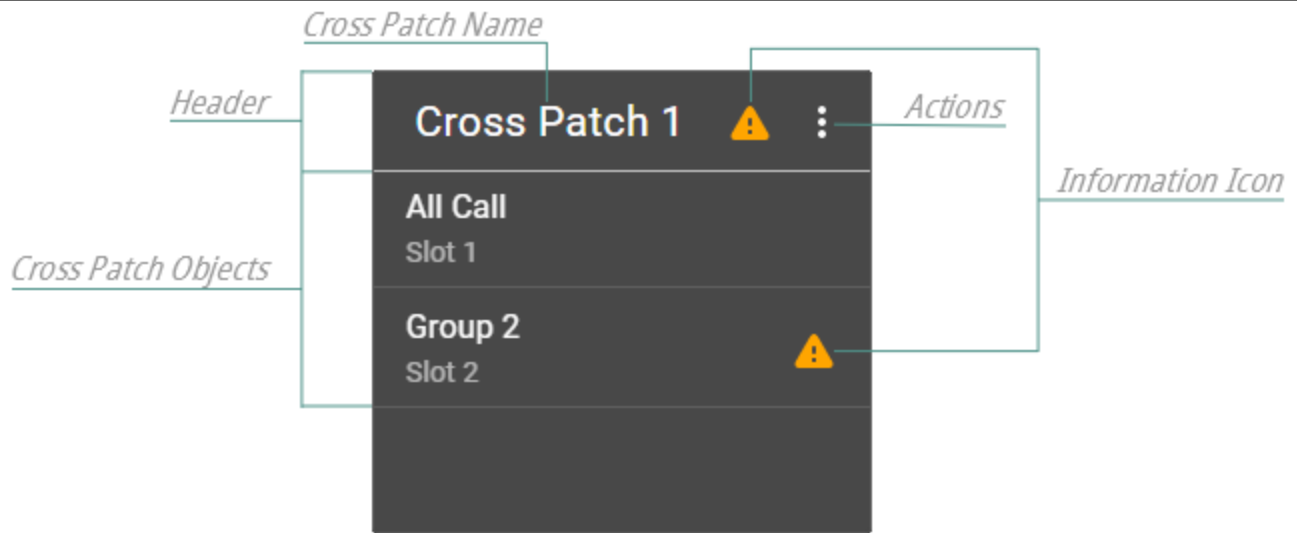 Cross Patch Name
Header
Cross Patch 1
Actions
Information Icon
All Call
Slot 1
Cross Patch Objects
Group 2
Slot 2